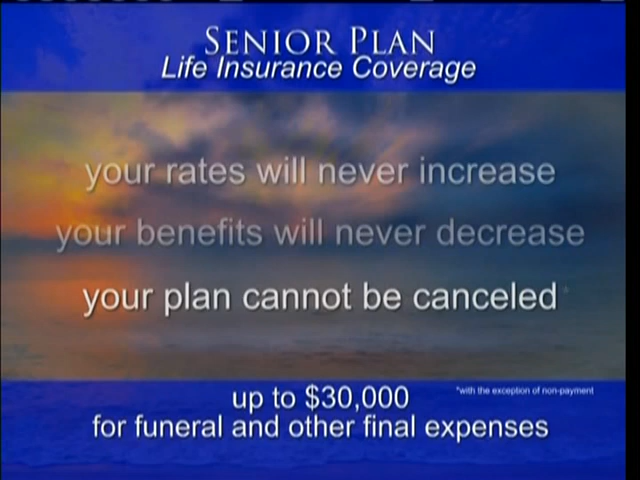 SENIOR PLAN
Life Insurance Coverage
your rates will never increase
your benefits will never decrease
your plan cannot be canceled*
up to $30,000
*with the exception of non-payment
for funeral and other final expenses